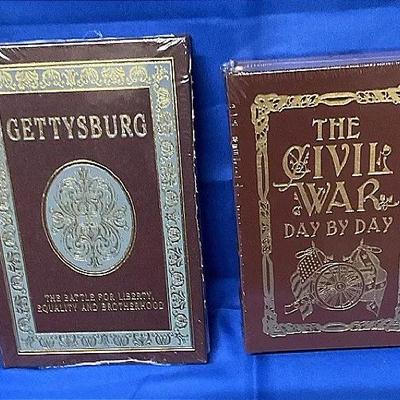 GETTYSBURG
THE BATTLE FOR LIBERTY,
EQUALITY AND BROTHERHOOD
THE
CIVIL
WAR
DAY BY DAY